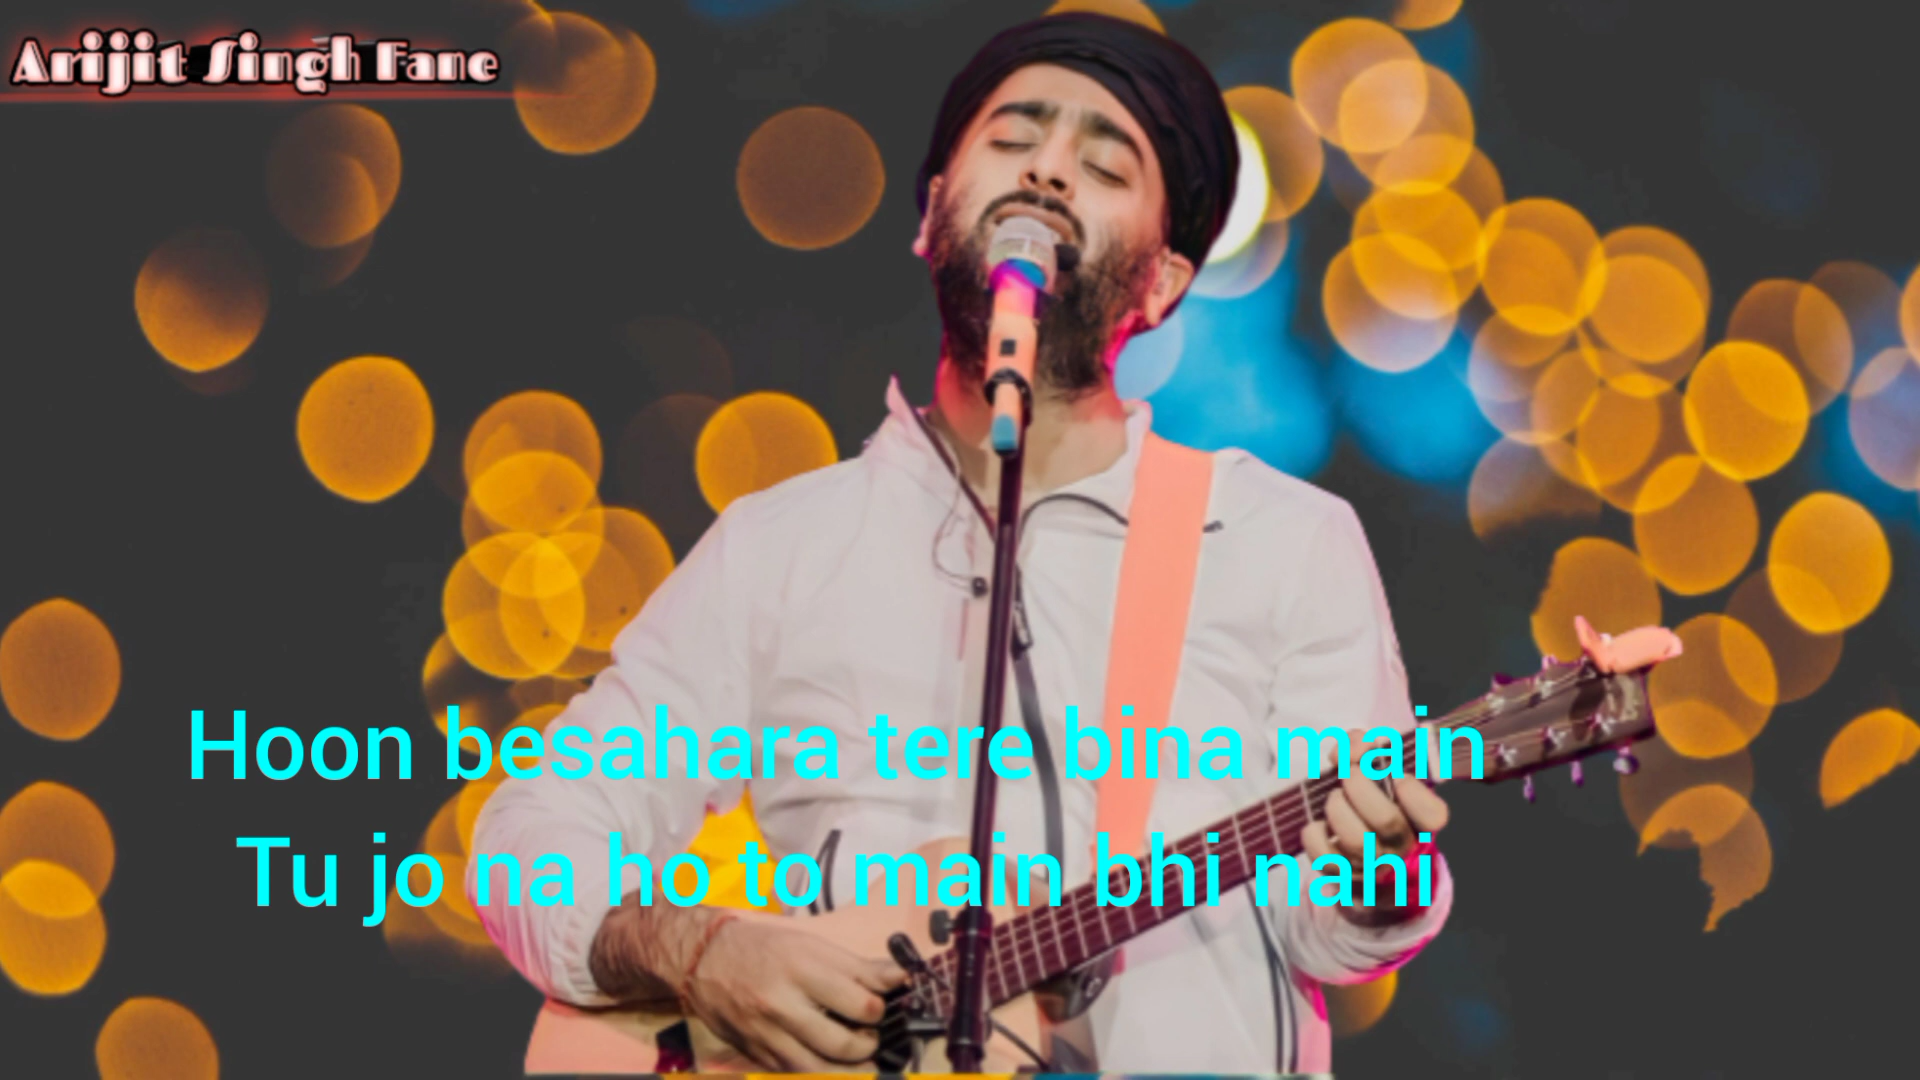 Arijit Singh Fane
Hoon besahara tere bina main
Tu jo na ho to main bhi nahi